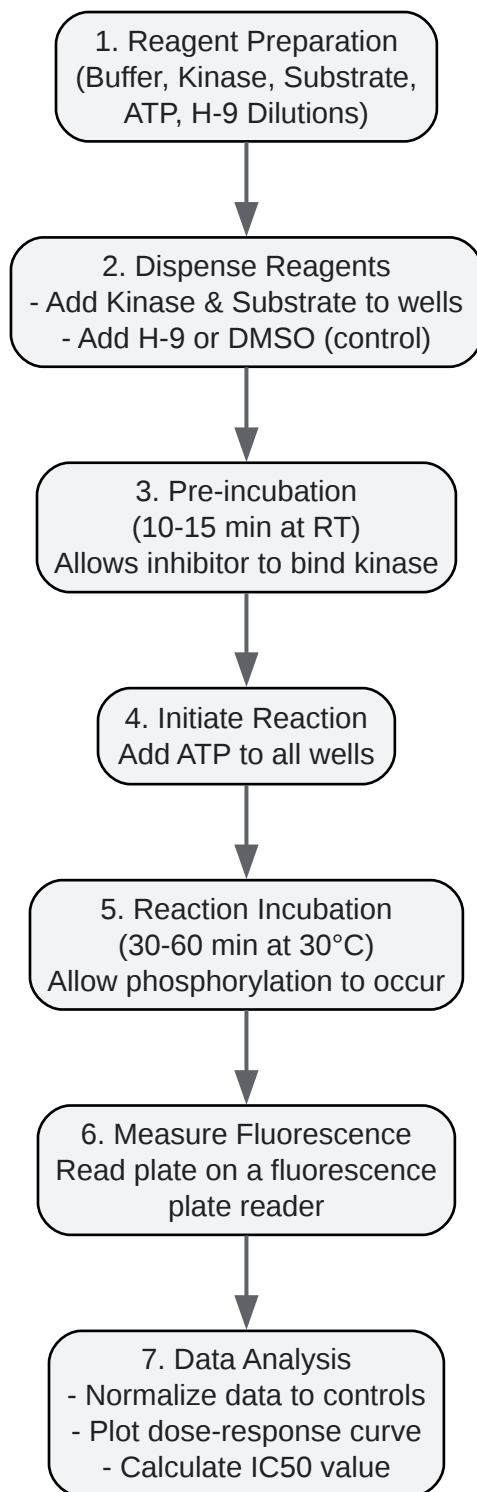 1. Reagent Preparation
(Buffer, Kinase, Substrate,
ATP, H-9 Dilutions)
2. Dispense Reagents
- Add Kinase & Substrate to wells
- Add H-9 or DMSO (control)
3. Pre-incubation
(10-15 min at RT)
Allows inhibitor to bind kinase
4. Initiate Reaction
Add ATP to all wells
5. Reaction Incubation
(30-60 min at 30°C)
Allow phosphorylation to occur
6. Measure Fluorescence
Read plate on a fluorescence
plate reader
7. Data Analysis
- Normalize data to controls
- Plot dose-response curve
- Calculate IC50 value